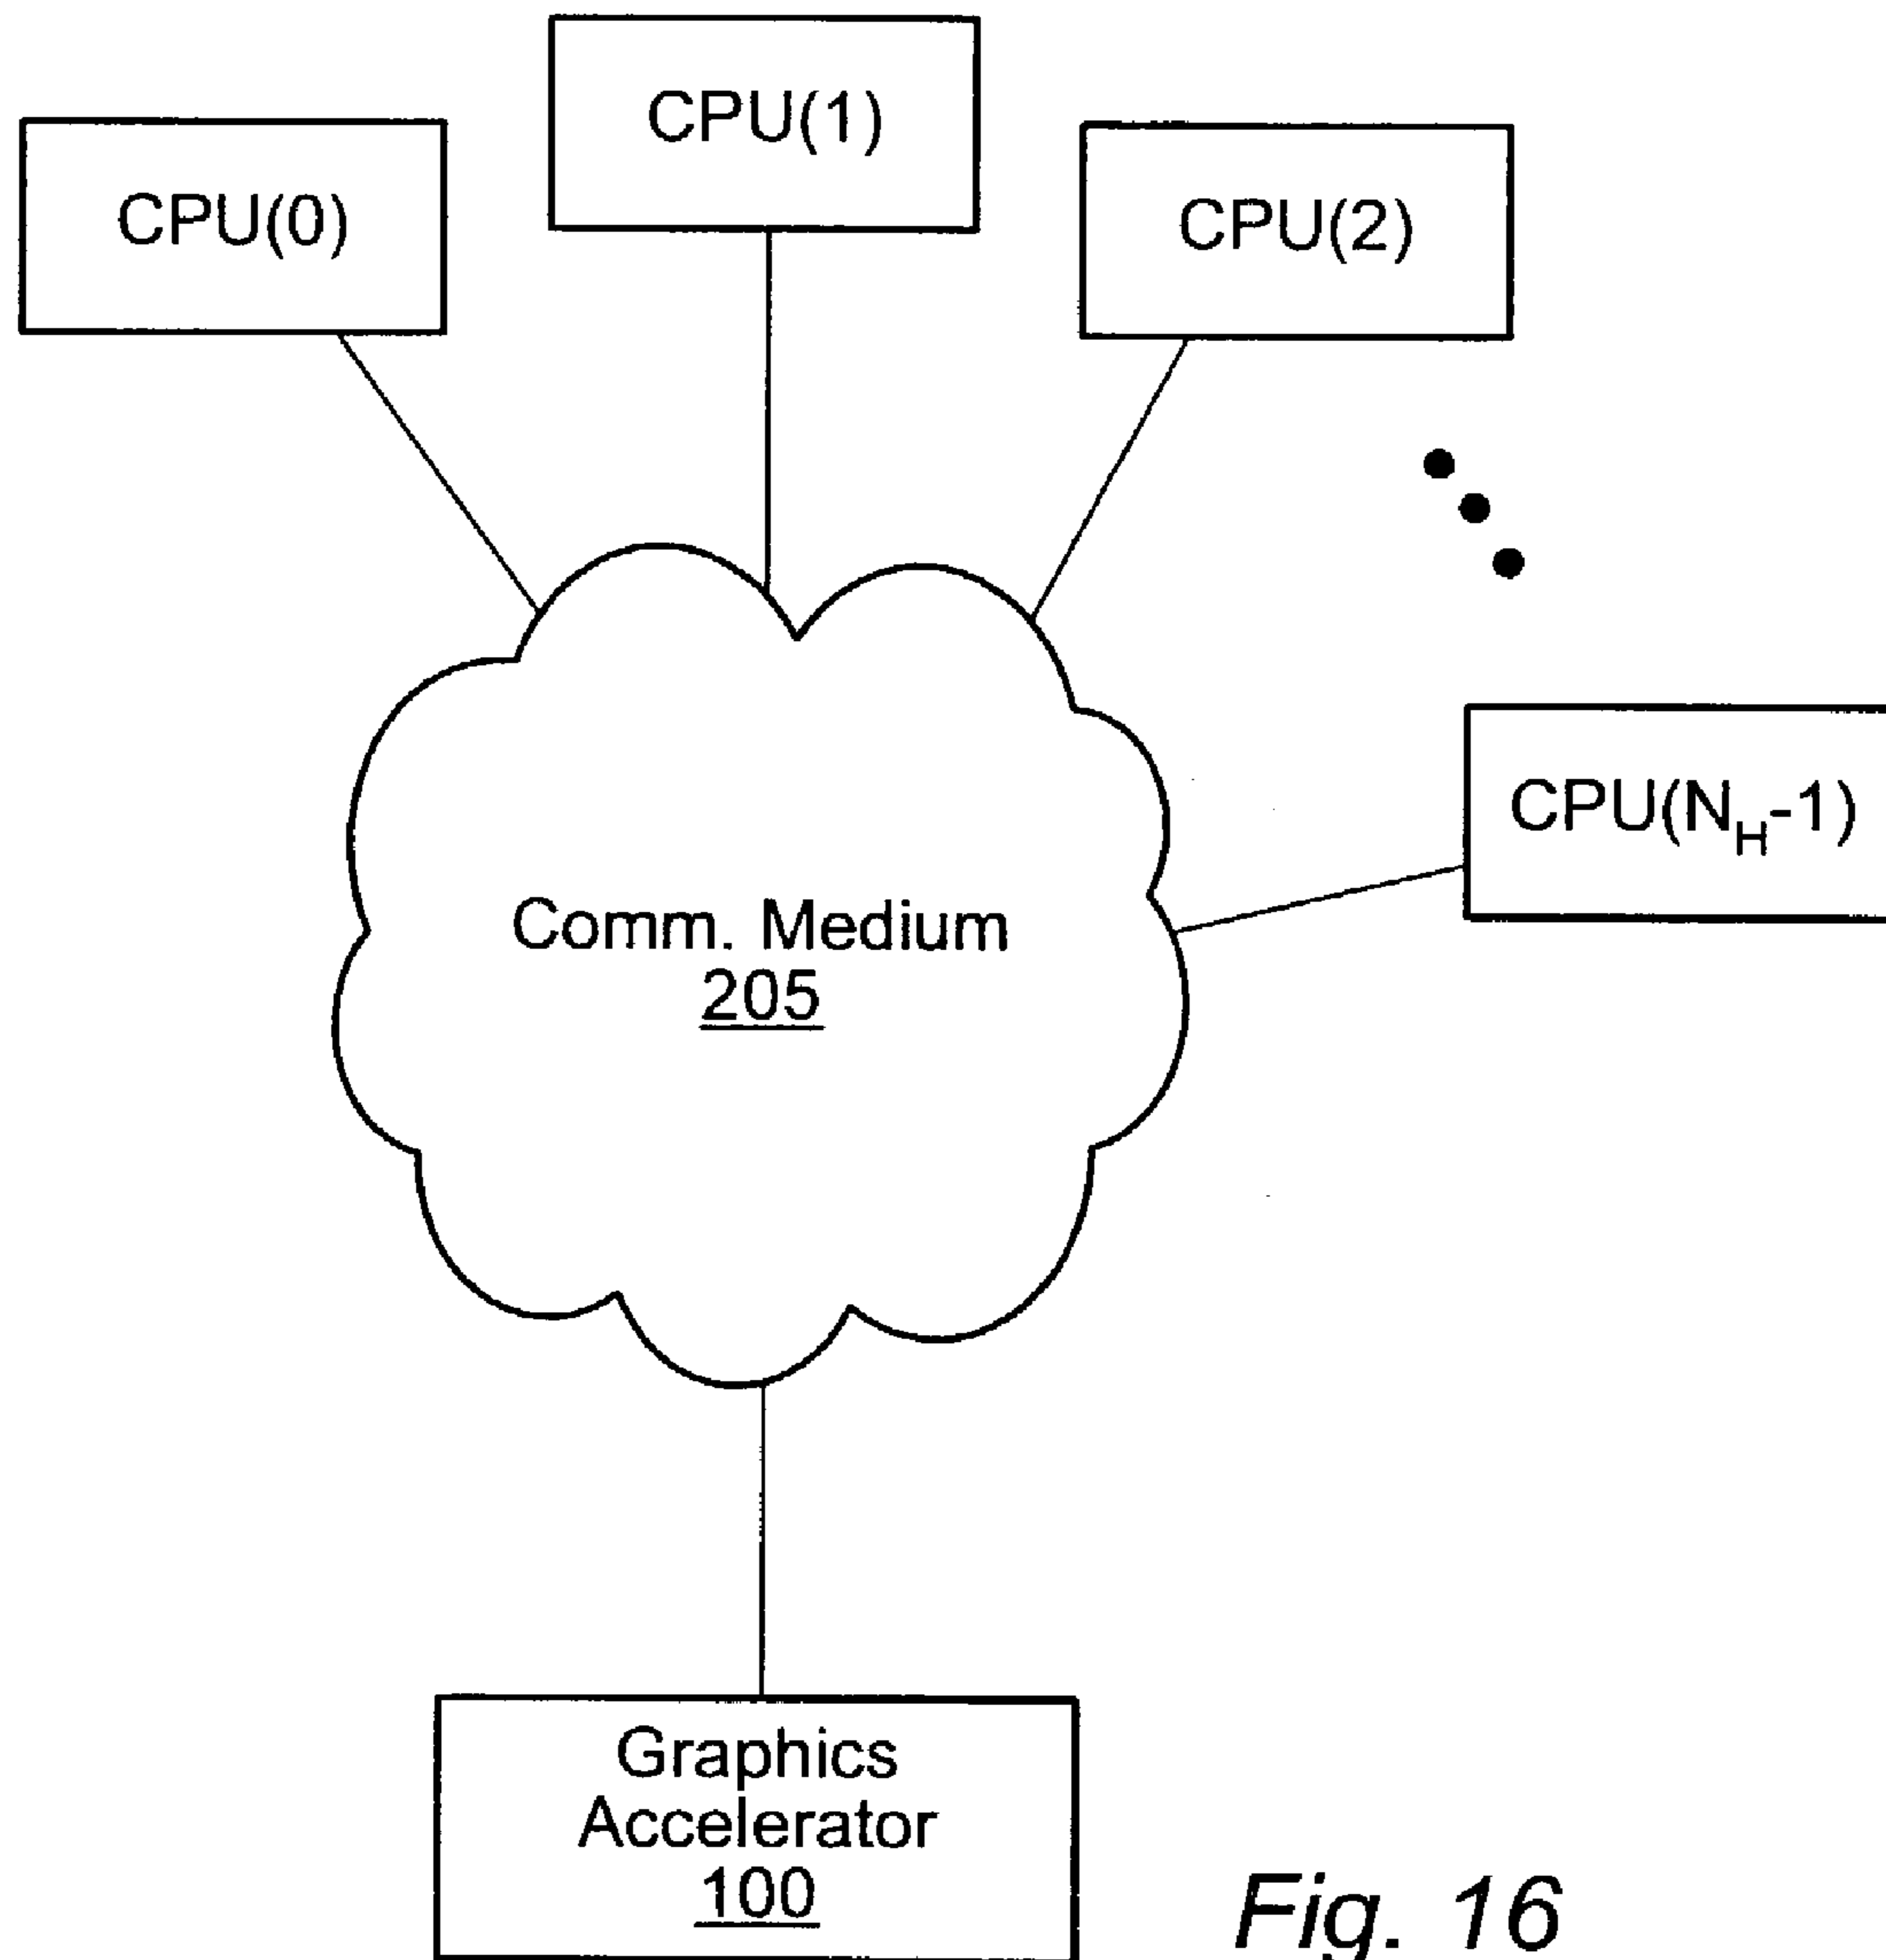 CPU(0)
CPU(1)
CPU(2)
CPU(N_H-1)
Comm. Medium
205
Graphics
Accelerator
100
Fig. 16